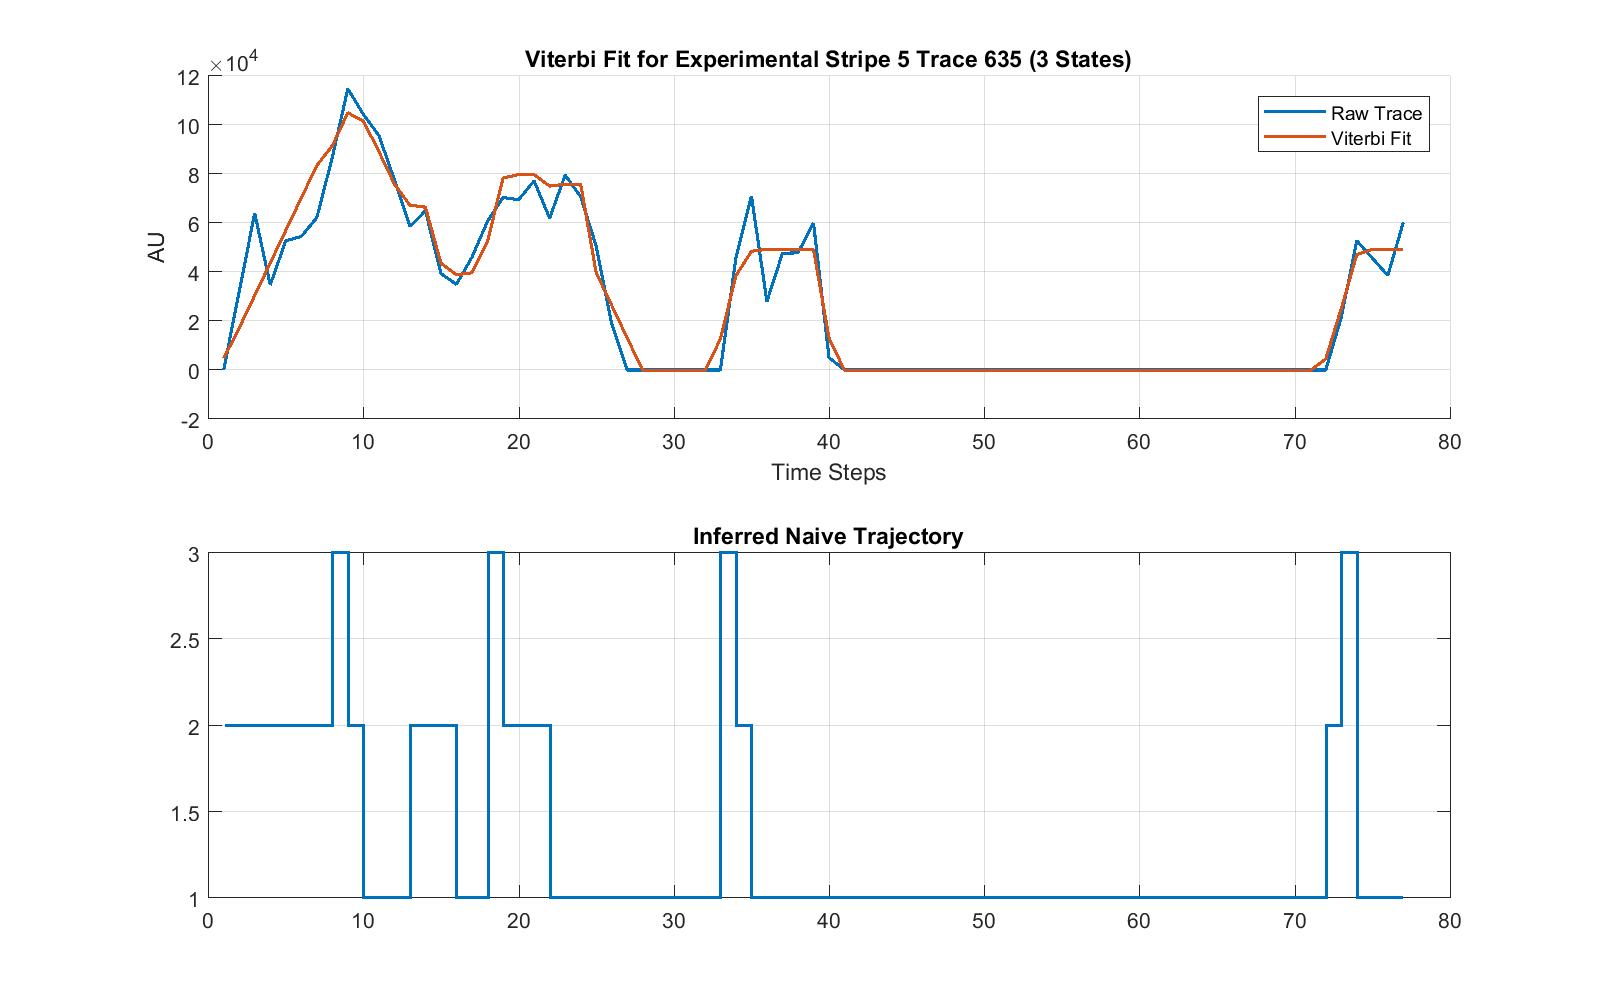 Viterbi Fit for Experimental Stripe 5 Trace 635 (3 States)
×10^4
12
10
8
6
4
2
0
-2
AU
Raw Trace
Viterbi Fit
0 10 20 30 40 50 60 70 80
Time Steps
Inferred Naive Trajectory
3
2.5
2
1.5
1
0 10 20 30 40 50 60 70 80